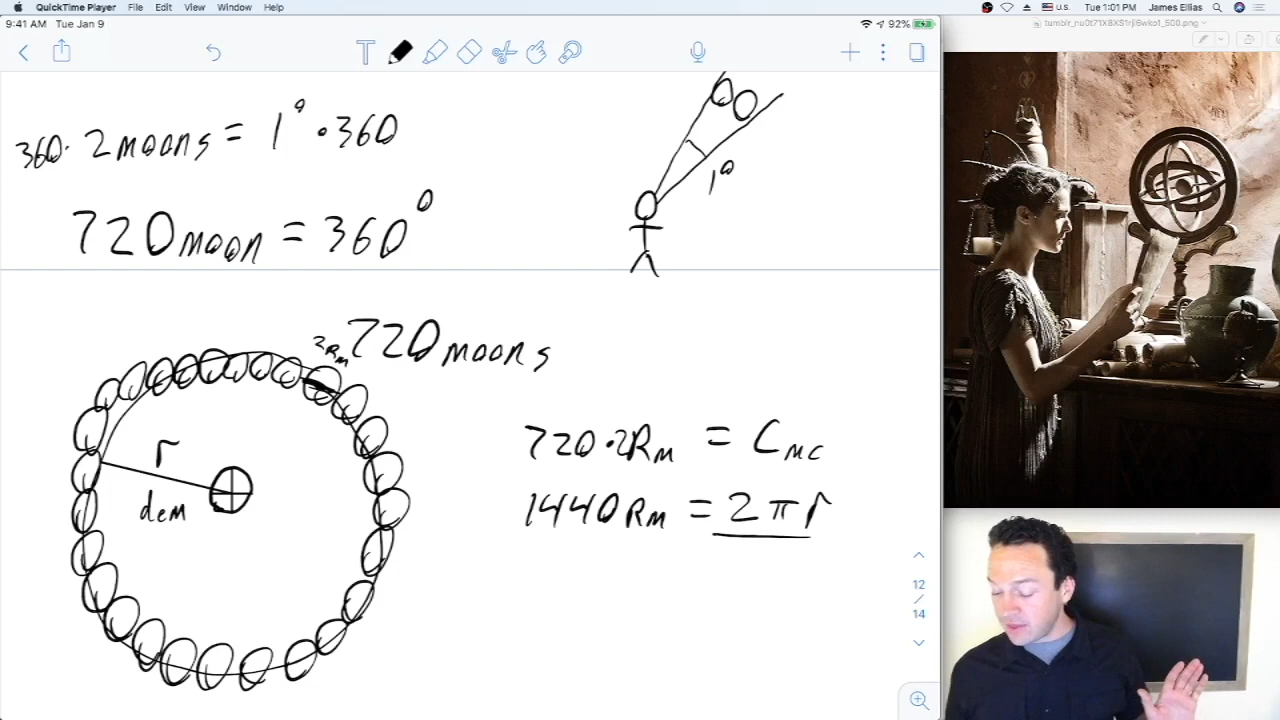 QuickTime Player File Edit View Window Help
U.S. Tue 1:01 PM James Ellias
9:41 AM Tue Jan 9
92%
tumblr_nu0t71X8XS1rji6wko1_500.png
T
360 · 2 moons = 1° · 360
720 moon = 360°
1°
2Rm 720 moons
r
dem
720 · 2RM = CMC
1440 RM = 2πr
12
/
14